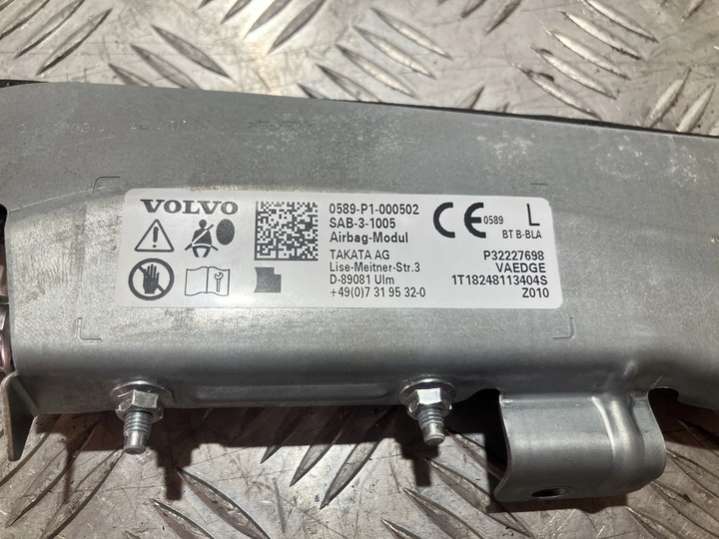 VOLVO
0589-P1-000502
SAB-3-1005
Airbag-Modul
TAKATA AG
Lise-Meitner-Str.3
D-89081 Ulm
+49(0)7 31 95 32-0
CE 0589 L
BT B-BLA
P32227698
VAEDGE
1T18248113404S
Z010